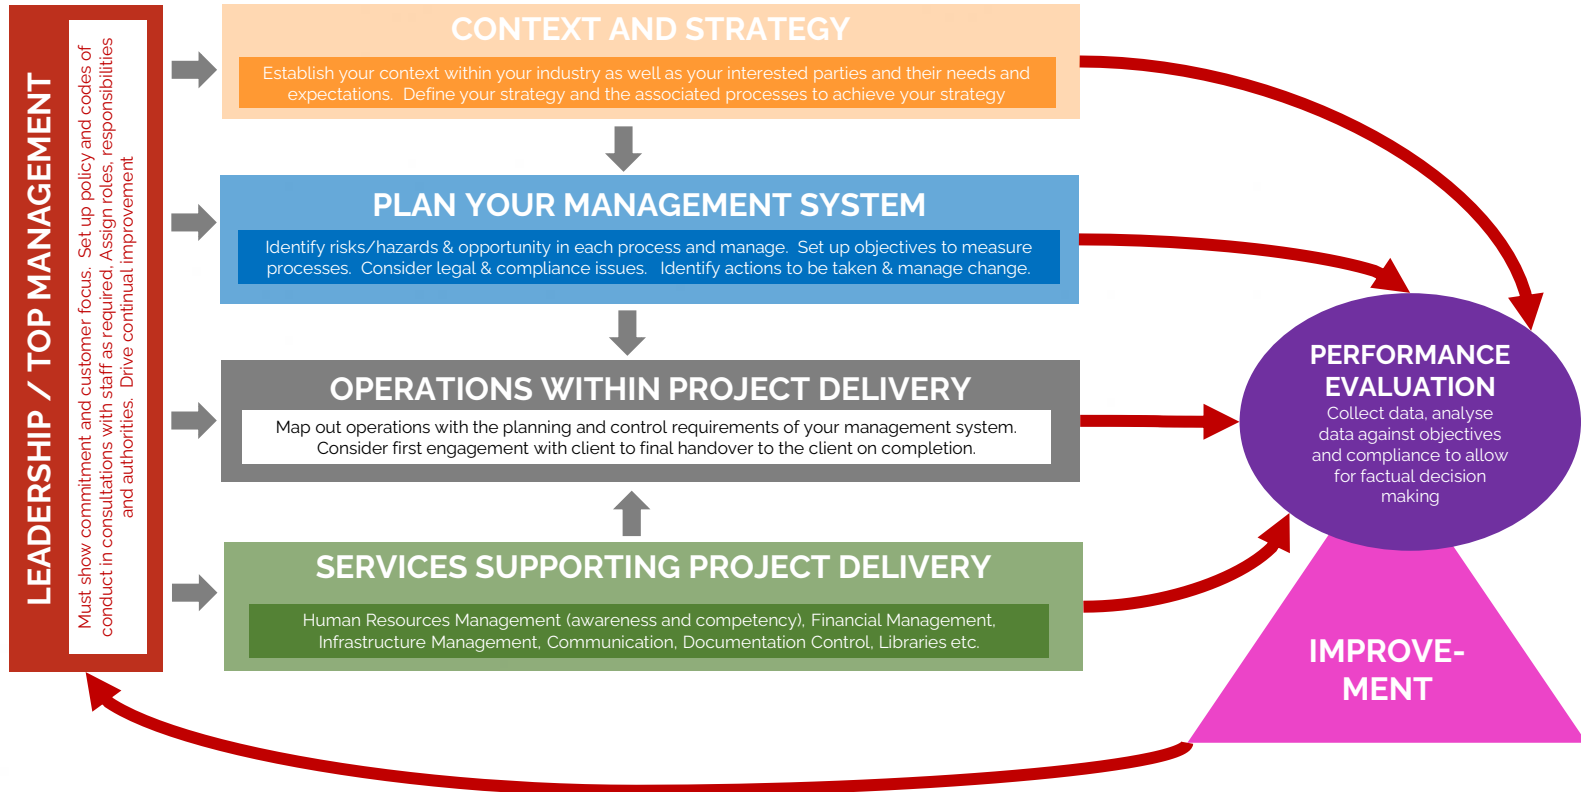 LEADERSHIP / TOP MANAGEMENT
Must show commitment and customer focus.  Set up policy and codes of
conduct in consultations with staff as required. Assign roles, responsibilities
and authorities.  Drive continual improvement
CONTEXT AND STRATEGY
Establish your context within your industry as well as your interested parties and their needs and
expectations.  Define your strategy and the associated processes to achieve your strategy
PLAN YOUR MANAGEMENT SYSTEM
Identify risks/hazards & opportunity in each process and manage.  Set up objectives to measure
processes.  Consider legal & compliance issues.   Identify actions to be taken & manage change.
OPERATIONS WITHIN PROJECT DELIVERY
Map out operations with the planning and control requirements of your management system.
Consider first engagement with client to final handover to the client on completion.
SERVICES SUPPORTING PROJECT DELIVERY
Human Resources Management (awareness and competency), Financial Management,
Infrastructure Management, Communication, Documentation Control, Libraries etc.
PERFORMANCE
EVALUATION
Collect data, analyse
data against objectives
and compliance to allow
for factual decision
making
IMPROVE-
MENT